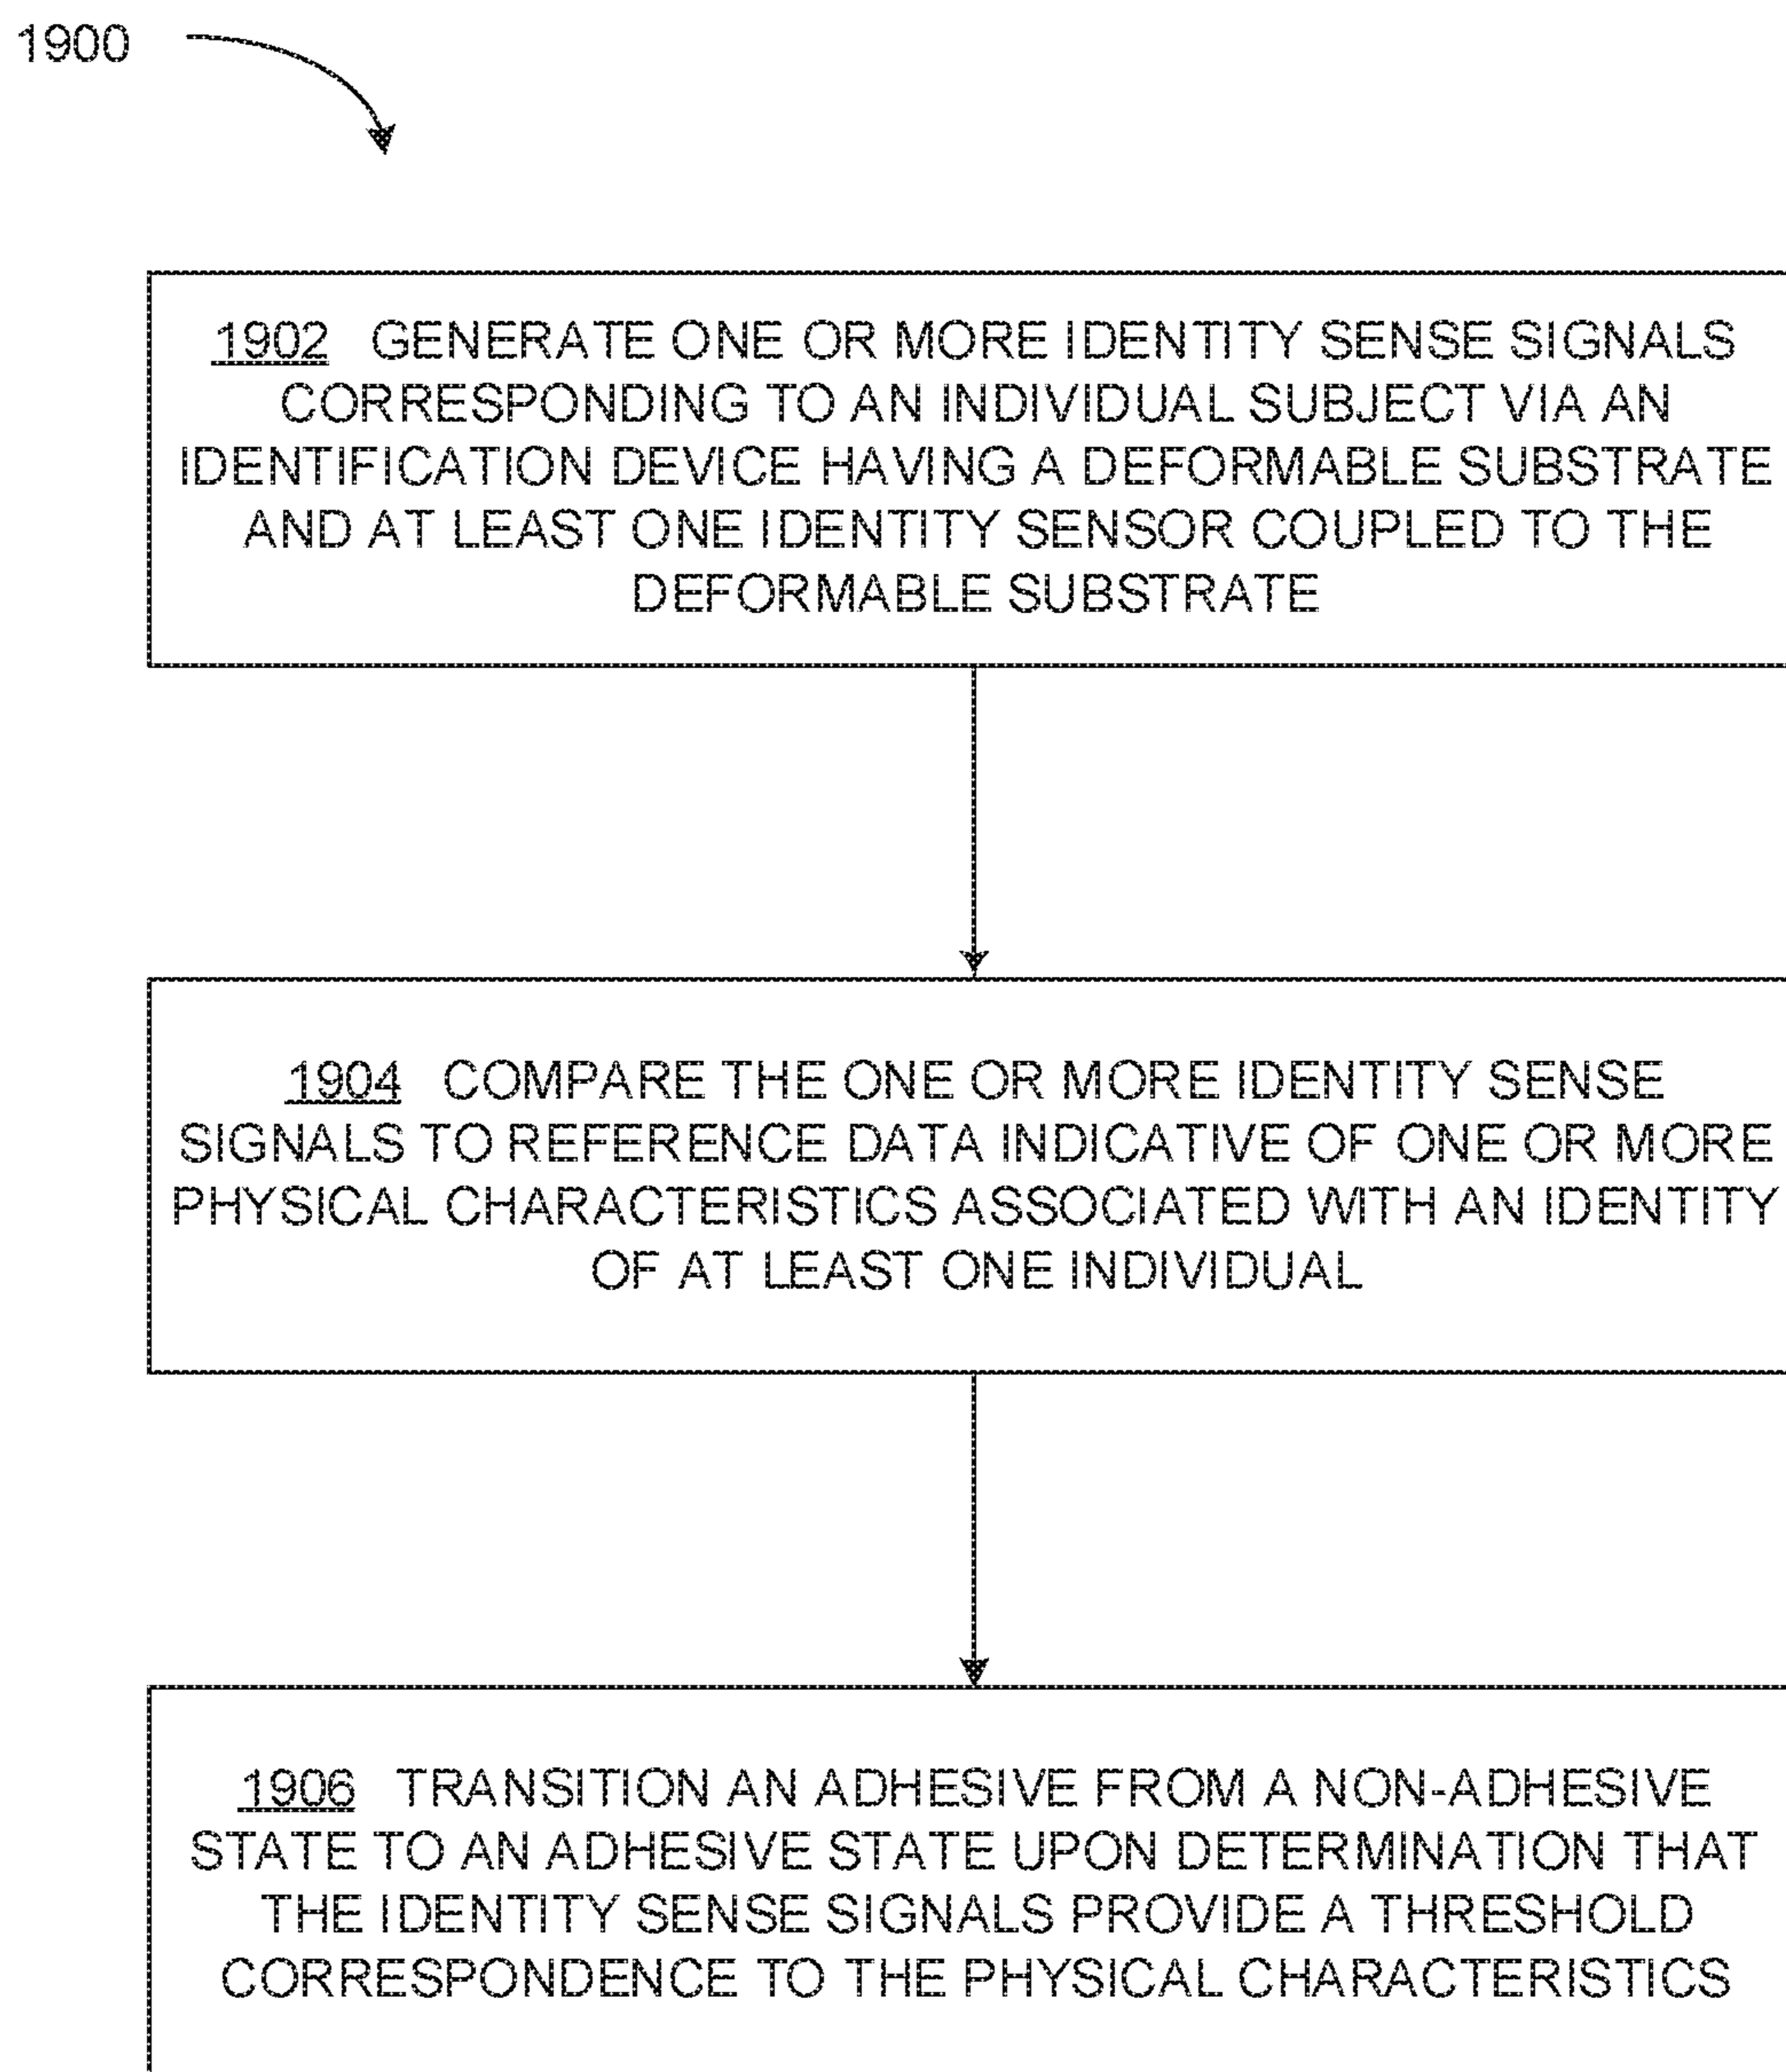 1900
1902 GENERATE ONE OR MORE IDENTITY SENSE SIGNALS
CORRESPONDING TO AN INDIVIDUAL SUBJECT VIA AN
IDENTIFICATION DEVICE HAVING A DEFORMABLE SUBSTRATE
AND AT LEAST ONE IDENTITY SENSOR COUPLED TO THE
DEFORMABLE SUBSTRATE
1904 COMPARE THE ONE OR MORE IDENTITY SENSE
SIGNALS TO REFERENCE DATA INDICATIVE OF ONE OR MORE
PHYSICAL CHARACTERISTICS ASSOCIATED WITH AN IDENTITY
OF AT LEAST ONE INDIVIDUAL
1906 TRANSITION AN ADHESIVE FROM A NON-ADHESIVE
STATE TO AN ADHESIVE STATE UPON DETERMINATION THAT
THE IDENTITY SENSE SIGNALS PROVIDE A THRESHOLD
CORRESPONDENCE TO THE PHYSICAL CHARACTERISTICS